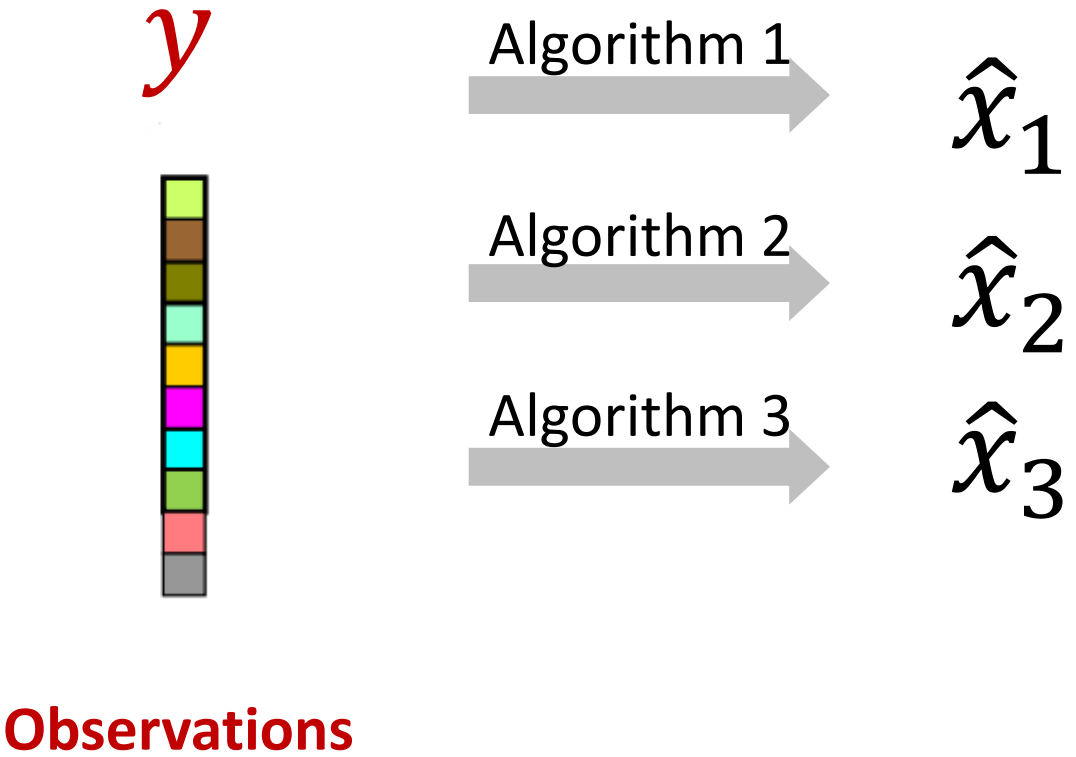 y
Algorithm 1
x̂₁
Algorithm 2
x̂₂
Algorithm 3
x̂₃
Observations